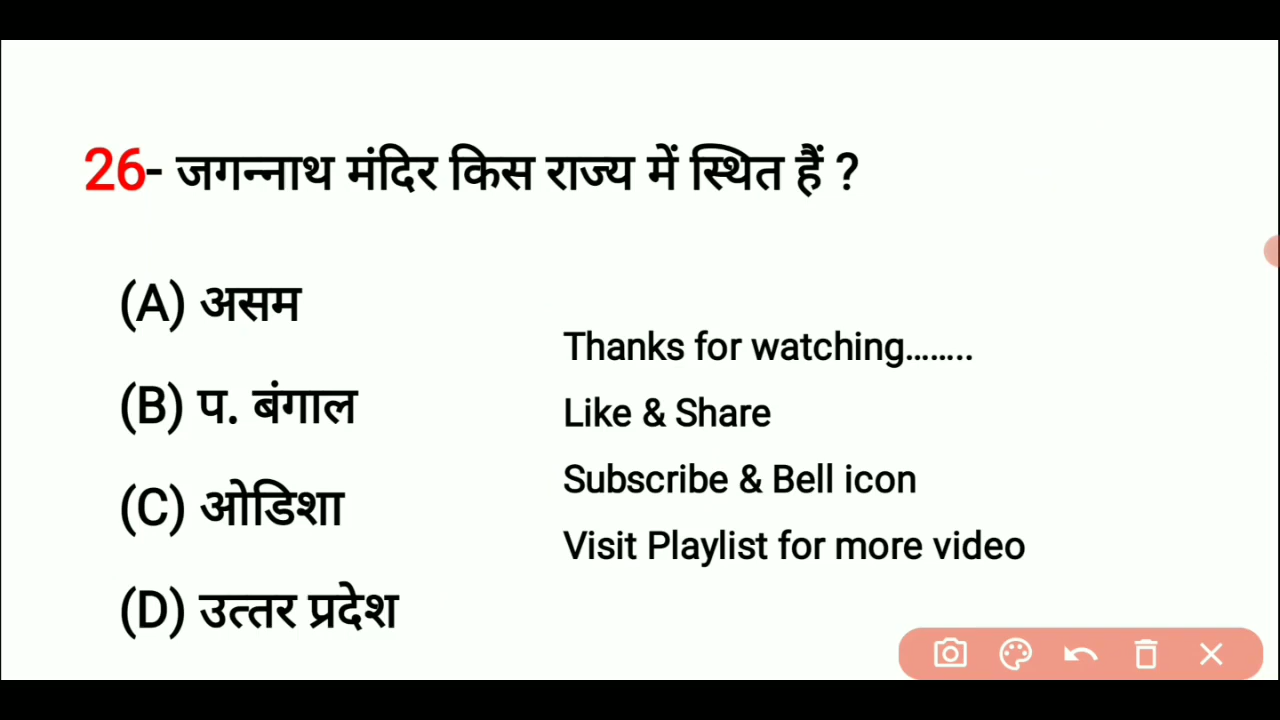 26- जगन्नाथ मंदिर किस राज्य में स्थित हैं ?
(A) असम
(B) प. बंगाल
(C) ओडिशा
(D) उत्तर प्रदेश
Thanks for watching........
Like & Share
Subscribe & Bell icon
Visit Playlist for more video